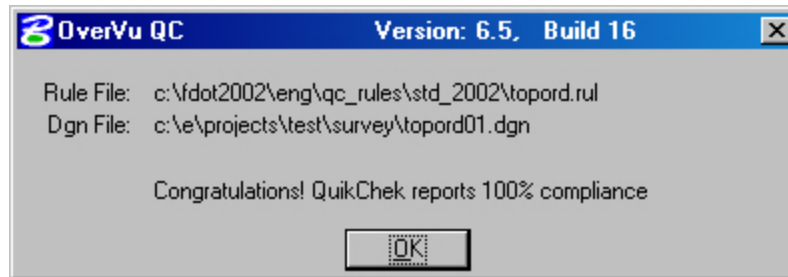 OverVu QC Version: 6.5, Build 16
Rule File: c:\fdot2002\eng\qc_rules\std_2002\topord.rul
Dgn File: c:\e\projects\test\survey\topord01.dgn
Congratulations! QuikChek reports 100% compliance
OK